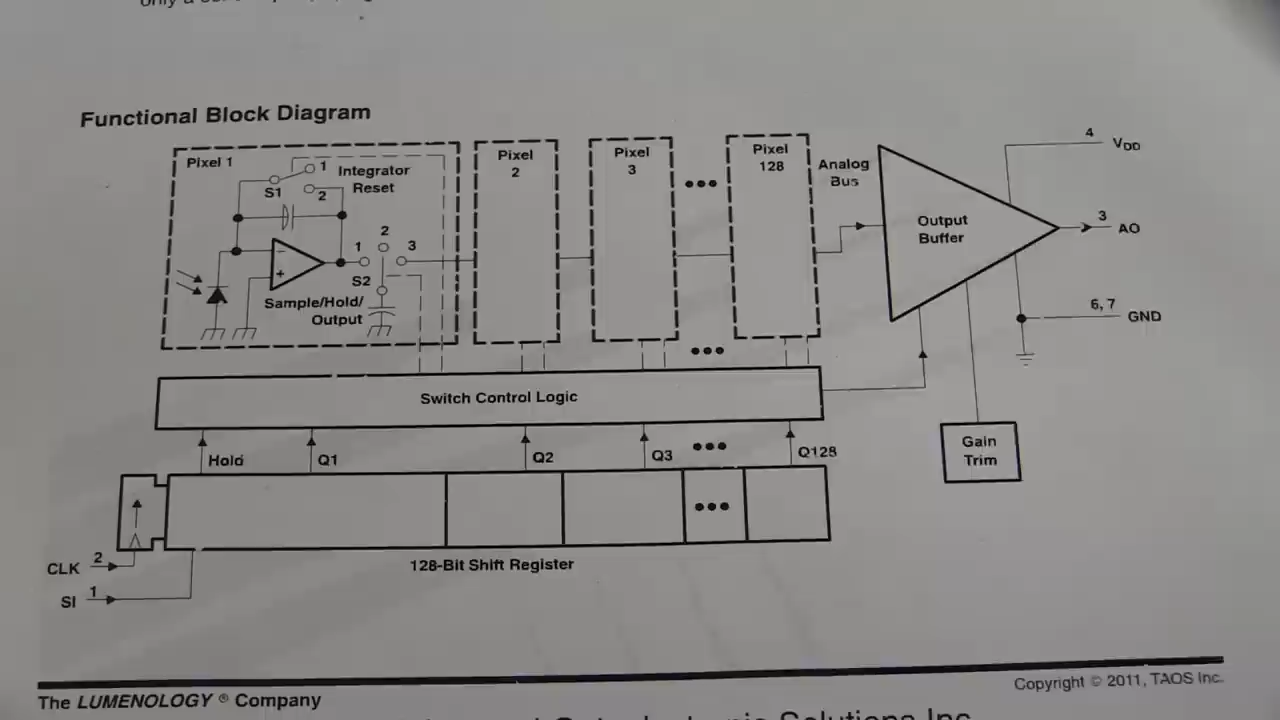 Functional Block Diagram
Pixel 1
1
Integrator
Reset
S1
2
−
+
1
2
3
S2
Sample/Hold/
Output
Pixel
2
Pixel
3
Pixel
128
Analog
Bus
Output
Buffer
4
VDD
3
AO
6, 7
GND
Gain
Trim
Switch Control Logic
Hold
Q1
Q2
Q3
Q128
CLK
2
SI
1
128-Bit Shift Register
The LUMENOLOGY ® Company
Copyright © 2011, TAOS Inc.
Solutions Inc